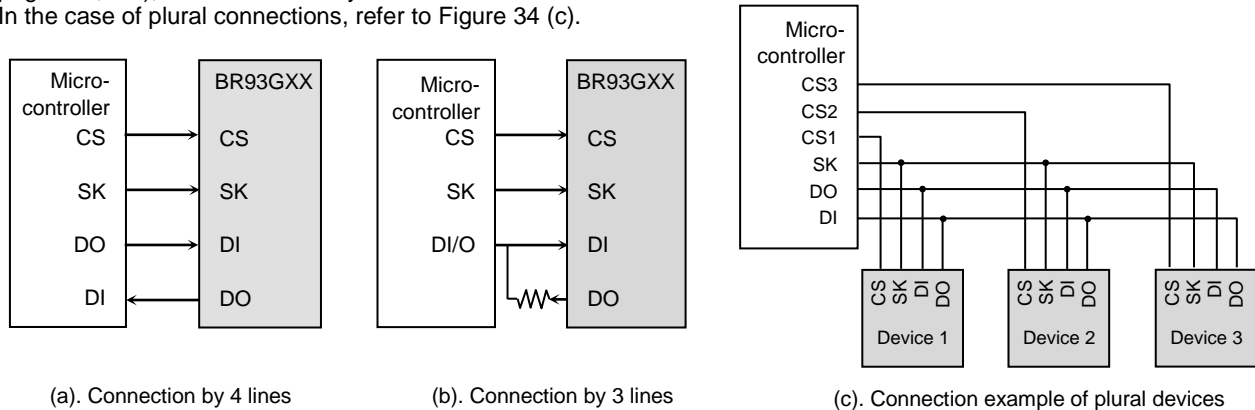 In the case of plural connections, refer to Figure 34 (c).
Micro-
controller
CS
SK
DO
DI
BR93GXX
CS
SK
DI
DO
(a). Connection by 4 lines
Micro-
controller
CS
SK
DI/O
BR93GXX
CS
SK
DI
DO
(b). Connection by 3 lines
Micro-
controller
CS3
CS2
CS1
SK
DO
DI
CS
SK
DI
DO
Device 1
CS
SK
DI
DO
Device 2
CS
SK
DI
DO
Device 3
(c). Connection example of plural devices